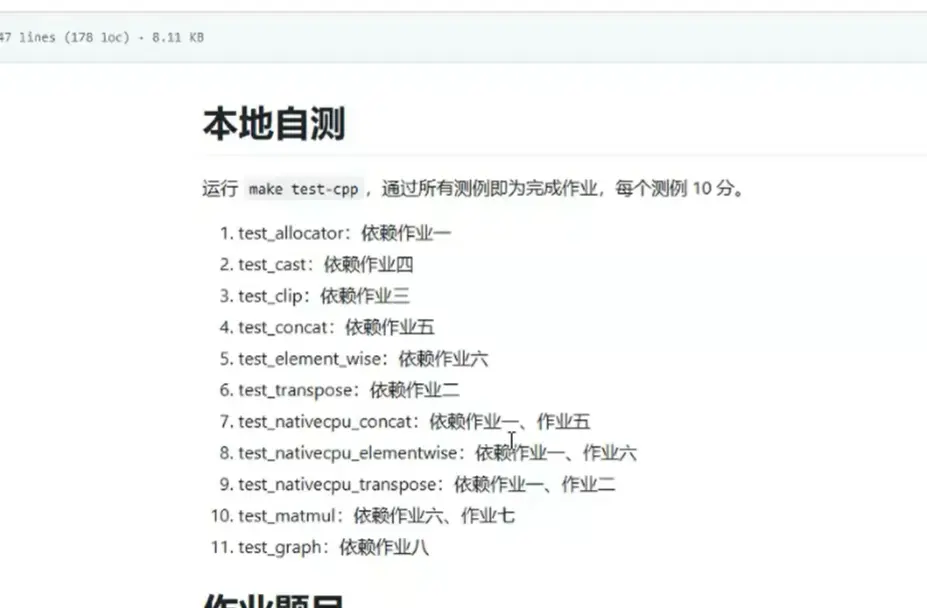 47 lines (178 loc) · 8.11 KB
本地自测
运行 make test-cpp ，通过所有测例即为完成作业，每个测例 10 分。
1. test_allocator：依赖作业一
2. test_cast：依赖作业四
3. test_clip：依赖作业三
4. test_concat：依赖作业五
5. test_element_wise：依赖作业六
6. test_transpose：依赖作业二
7. test_nativecpu_concat：依赖作业一、作业五
8. test_nativecpu_elementwise：依赖作业一、作业六
9. test_nativecpu_transpose：依赖作业一、作业二
10. test_matmul：依赖作业六、作业七
11. test_graph：依赖作业八
作业题目